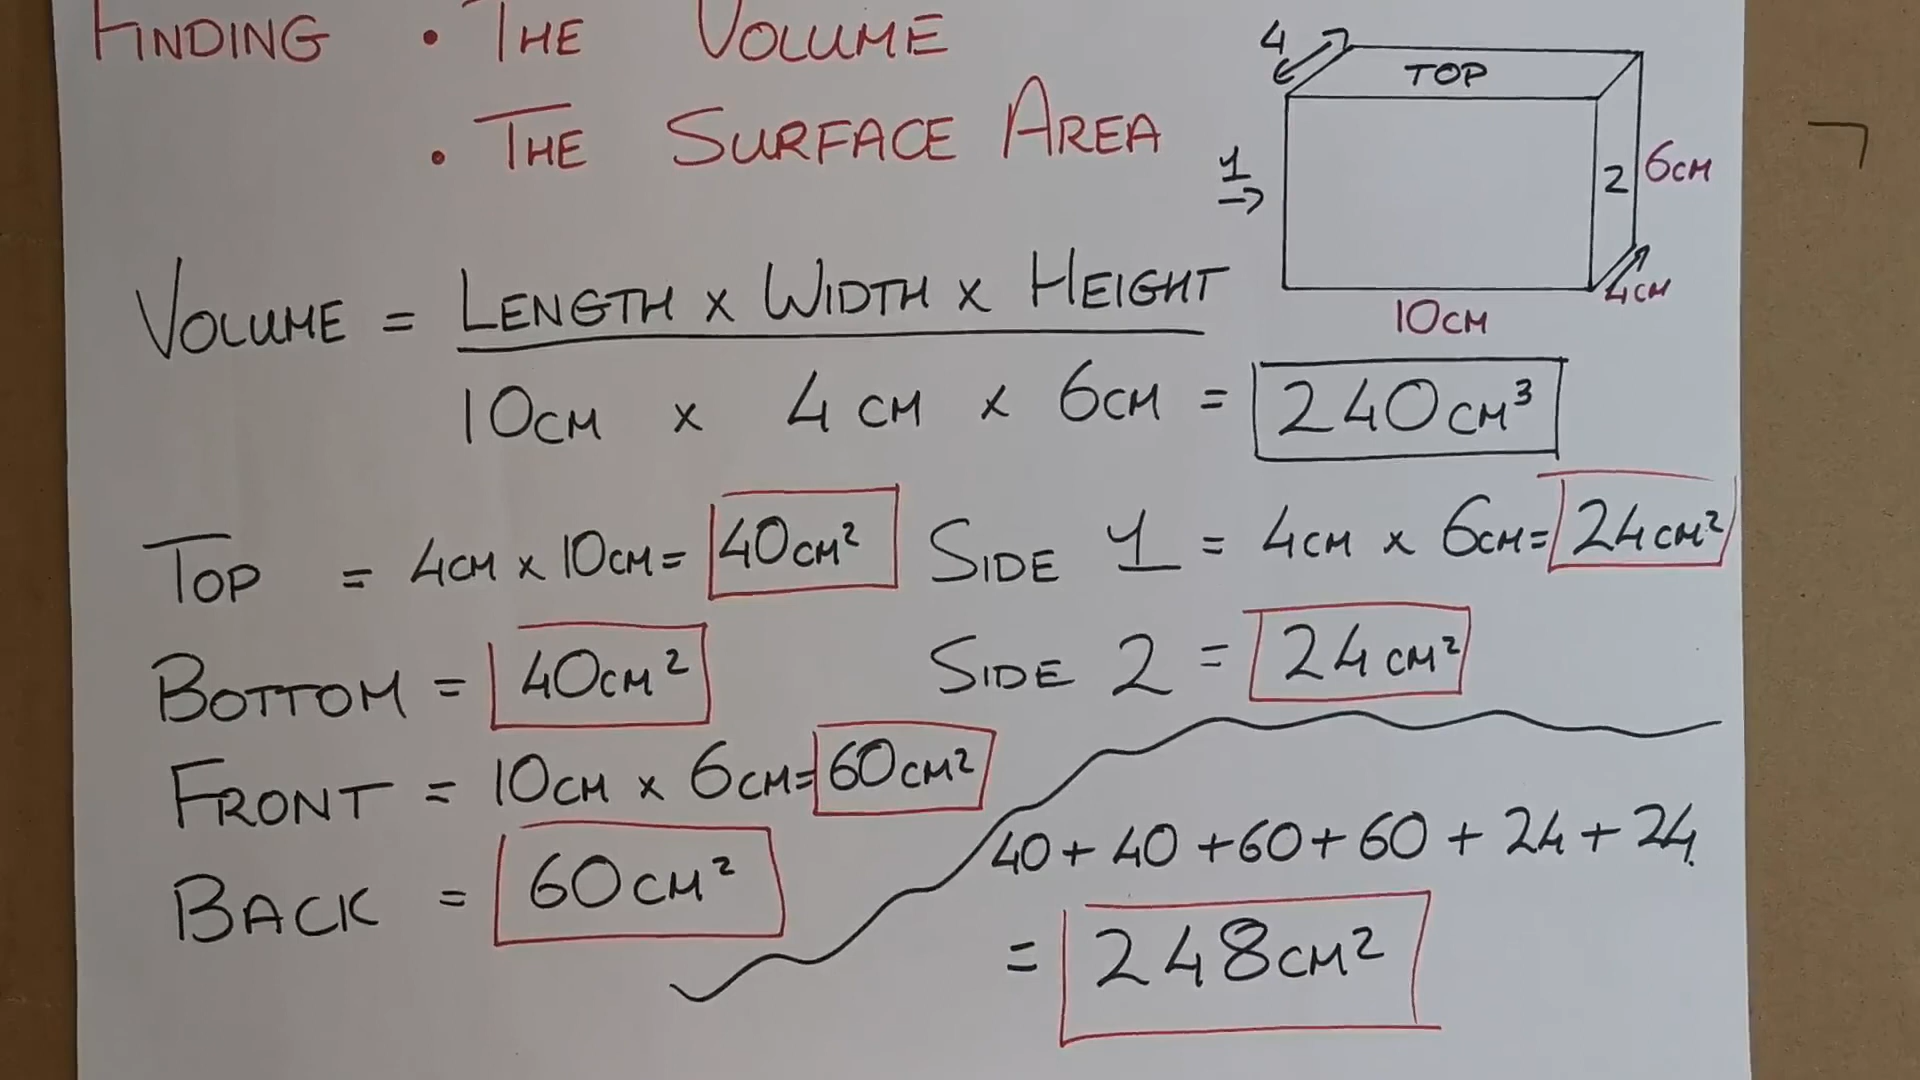 FINDING • THE VOLUME
• THE SURFACE AREA
4
TOP
1
2
6CM
4CM
10CM
VOLUME = LENGTH x WIDTH x HEIGHT
10CM x 4CM x 6CM = 240CM³
TOP = 4CM x 10CM = 40CM²
BOTTOM = 40CM²
FRONT = 10CM x 6CM = 60CM²
BACK = 60CM²
SIDE 1 = 4CM x 6CM = 24CM²
SIDE 2 = 24CM²
40 + 40 + 60 + 60 + 24 + 24
= 248CM²